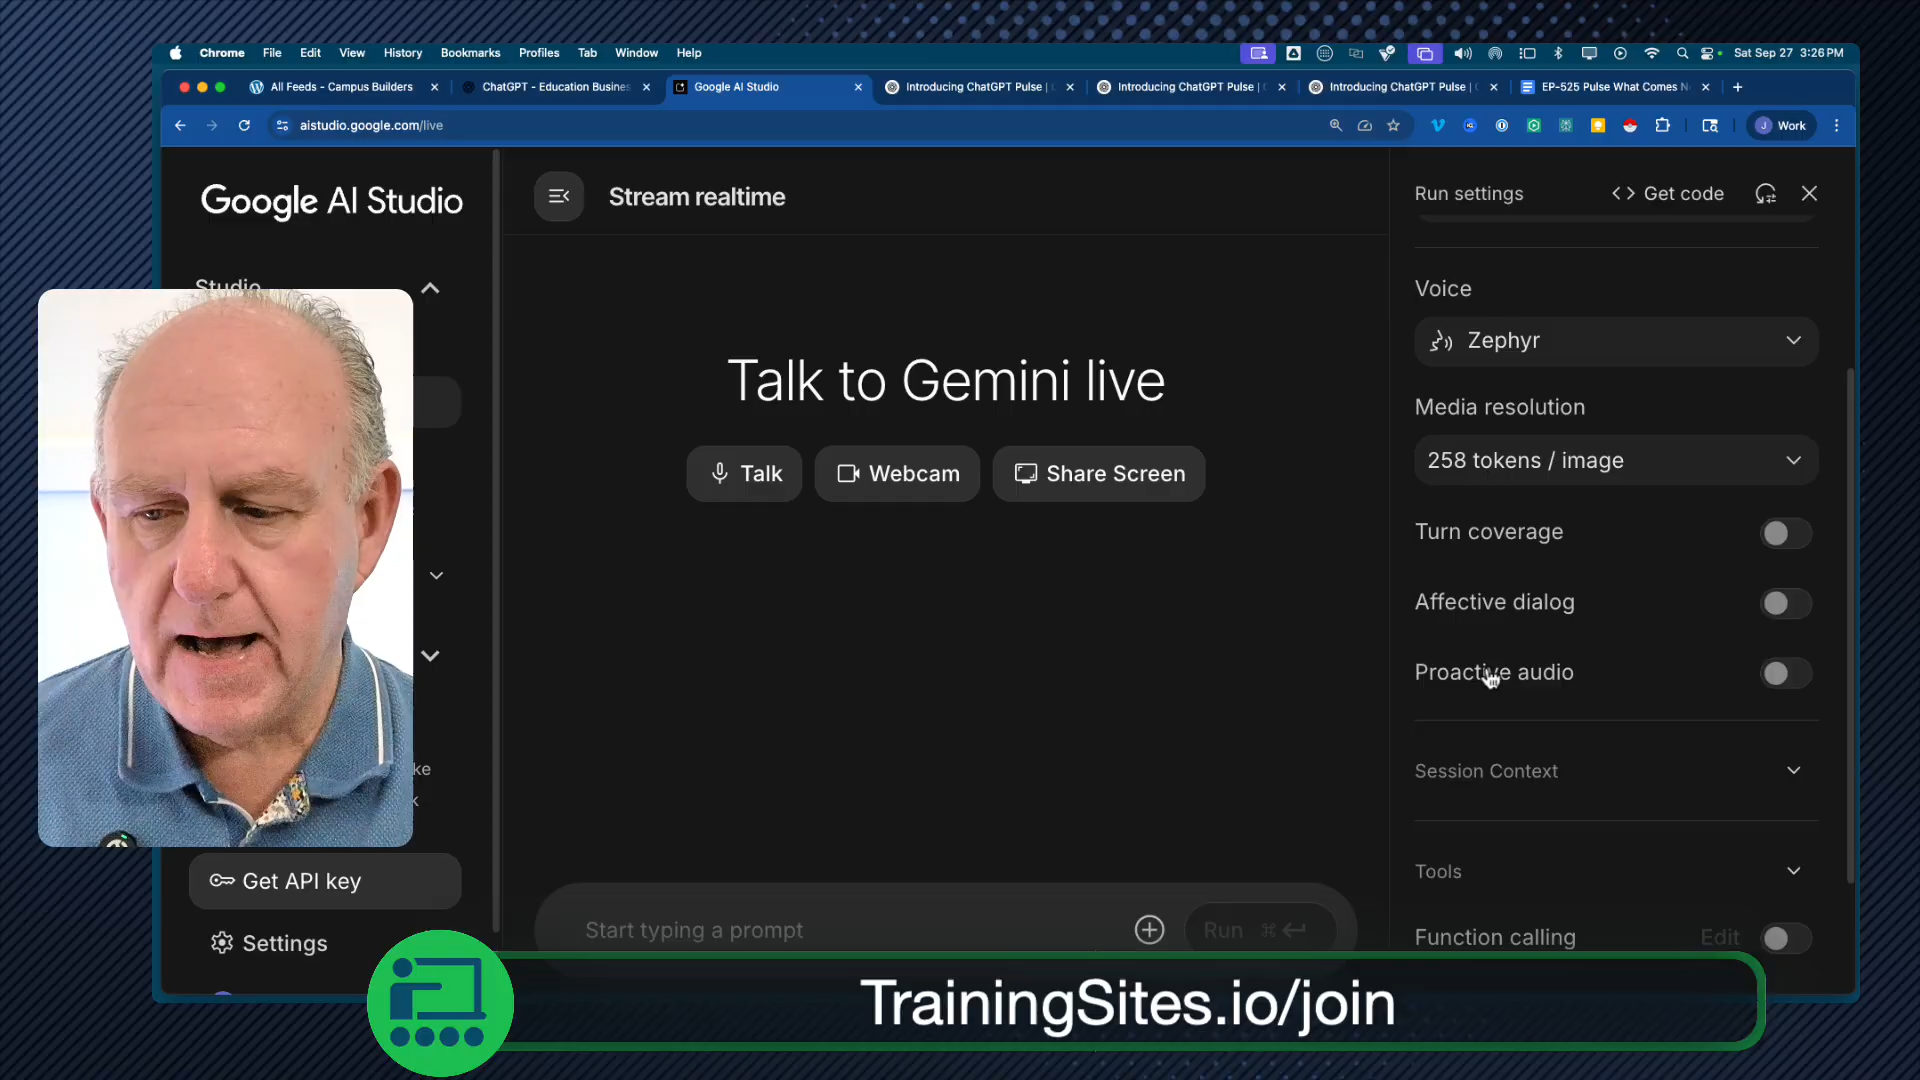 Chrome File Edit View History Bookmarks Profiles Tab Window Help Sat Sep 27 3:26 PM
All Feeds - Campus Builders ChatGPT - Education Busines Google AI Studio Introducing ChatGPT Pulse | Introducing ChatGPT Pulse | Introducing ChatGPT Pulse | EP-525 Pulse What Comes N
aistudio.google.com/live J Work
Google AI Studio
Studio
ke
k
Get API key
Settings
Stream realtime
Talk to Gemini live
Talk Webcam Share Screen
Start typing a prompt Run ⌘↵
Run settings <> Get code
Voice
Zephyr
Media resolution
258 tokens / image
Turn coverage
Affective dialog
Proactive audio
Session Context
Tools
Function calling Edit
TrainingSites.io/join